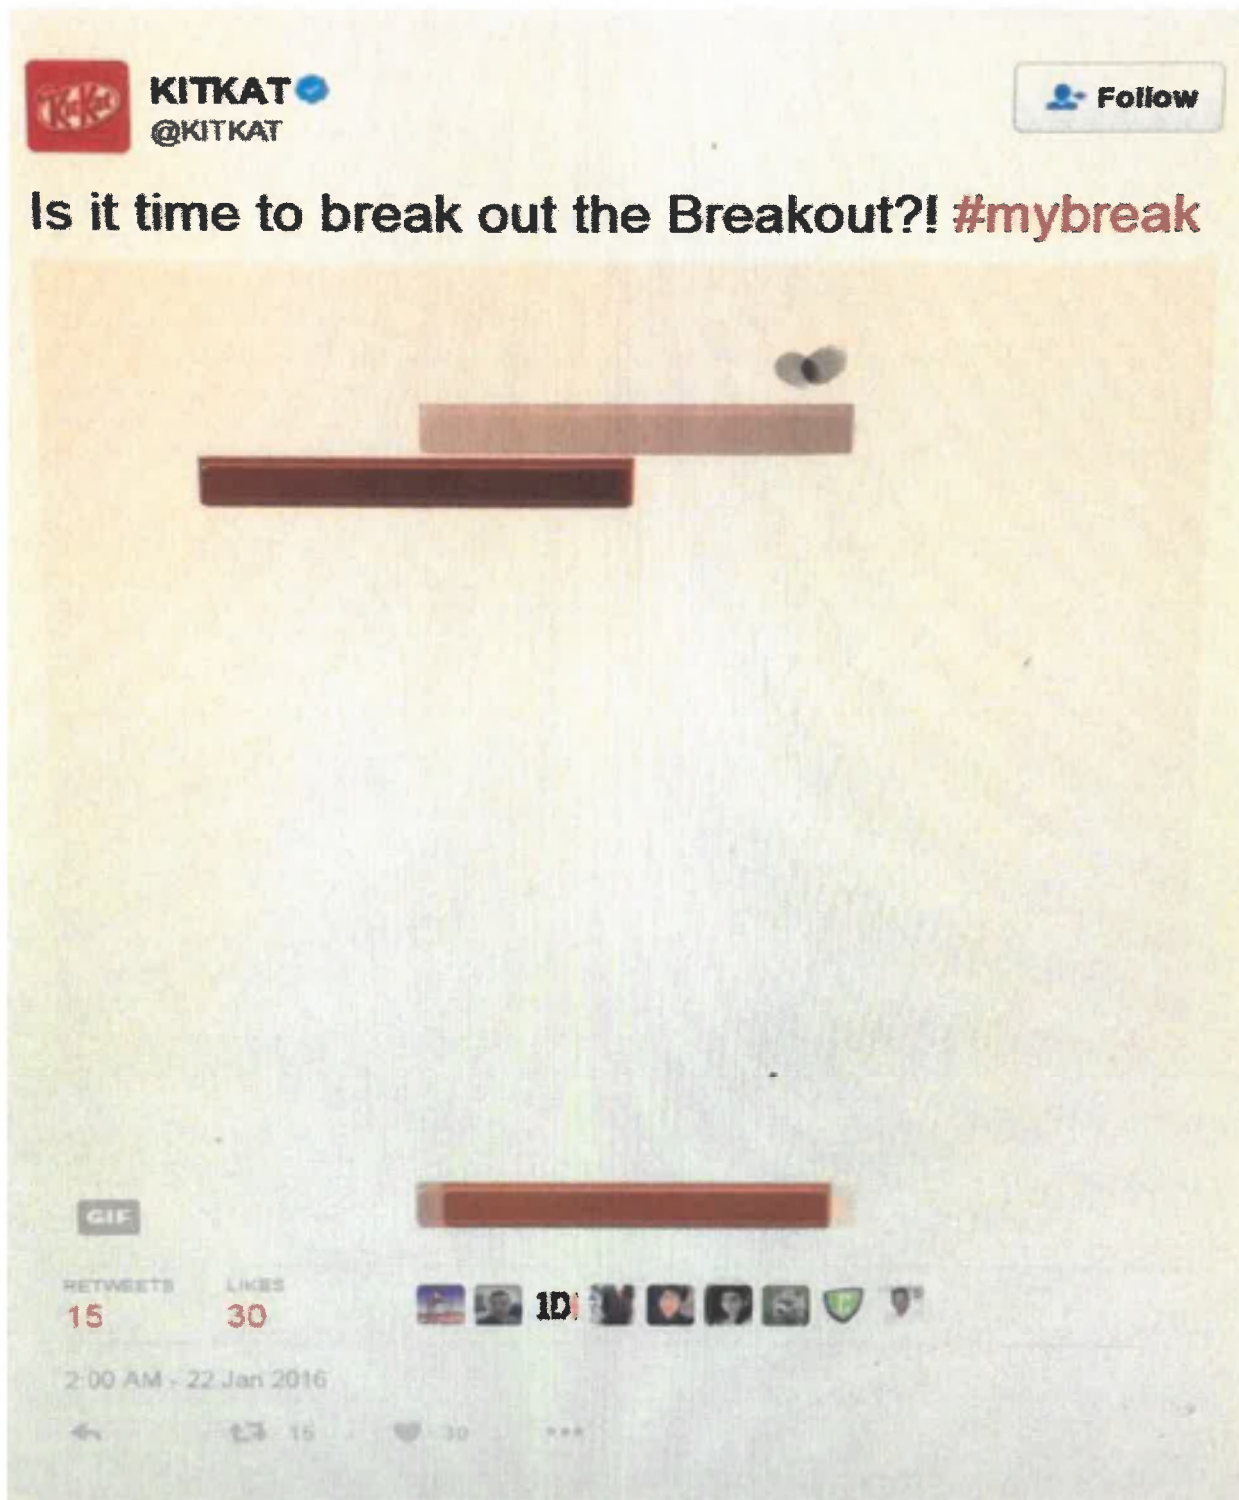 KitKat
KITKAT
@KITKAT
Follow
Is it time to break out the Breakout?! #mybreak
GIF
RETWEETS
LIKES
15
30
1D
2:00 AM - 22 Jan 2016
15
30